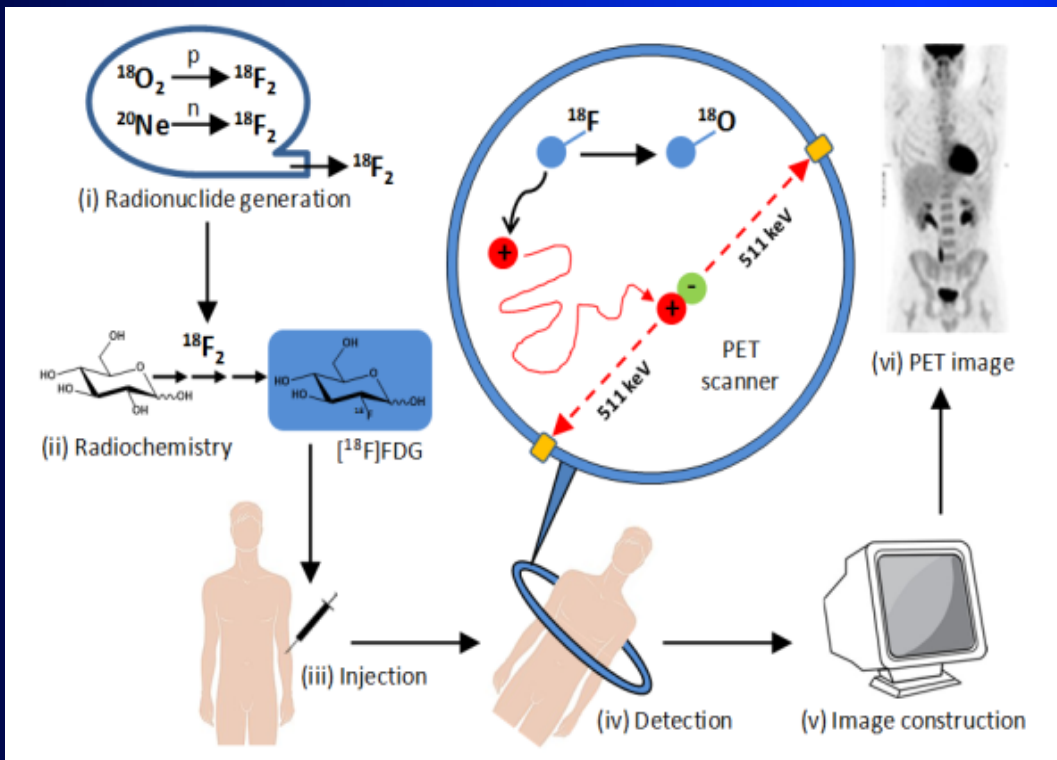 ¹⁸O₂ p → ¹⁸F₂
²⁰Ne n → ¹⁸F₂
→ ¹⁸F₂
(i) Radionuclide generation
¹⁸F₂
OH
HO
O
HO
OH
OH
OH
HO
O
HO
¹⁸F
OH
(ii) Radiochemistry
[¹⁸F]FDG
(iii) Injection
¹⁸F
¹⁸O
+
+
-
511 keV
511 keV
PET
scanner
(iv) Detection
(v) Image construction
(vi) PET image